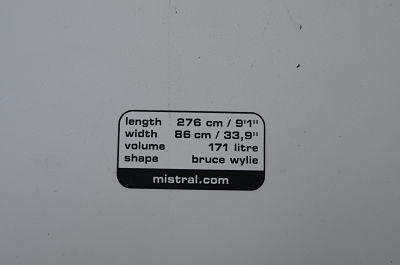 length 276 cm / 9'1"
width 86 cm / 33,9"
volume 171 litre
shape bruce wylie
mistral.com